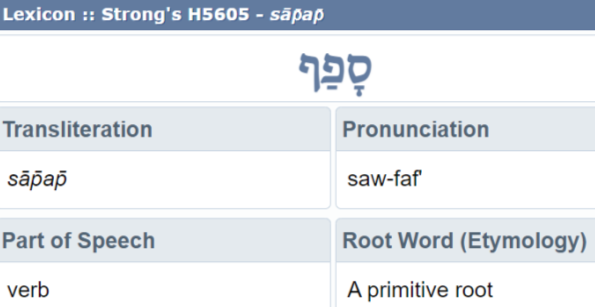 Lexicon :: Strong's H5605 - sāp̄ap̄
סָפַף
Transliteration
Pronunciation
sāp̄ap̄
saw-faf'
Part of Speech
Root Word (Etymology)
verb
A primitive root